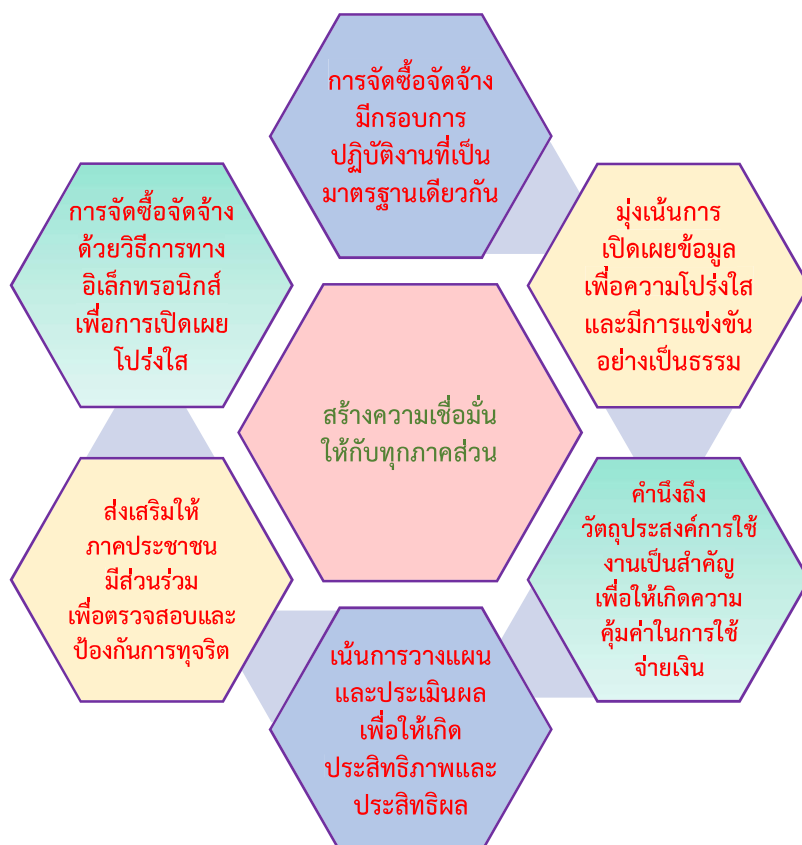 การจัดซื้อจัดจ้าง
มีกรอบการ
ปฏิบัติงานที่เป็น
มาตรฐานเดียวกัน
มุ่งเน้นการ
เปิดเผยข้อมูล
เพื่อความโปร่งใส
และมีการแข่งขัน
อย่างเป็นธรรม
คำนึงถึง
วัตถุประสงค์การใช้
งานเป็นสำคัญ
เพื่อให้เกิดความ
คุ้มค่าในการใช้
จ่ายเงิน
เน้นการวางแผน
และประเมินผล
เพื่อให้เกิด
ประสิทธิภาพและ
ประสิทธิผล
ส่งเสริมให้
ภาคประชาชน
มีส่วนร่วม
เพื่อตรวจสอบและ
ป้องกันการทุจริต
การจัดซื้อจัดจ้าง
ด้วยวิธีการทาง
อิเล็กทรอนิกส์
เพื่อการเปิดเผย
โปร่งใส
สร้างความเชื่อมั่น
ให้กับทุกภาคส่วน